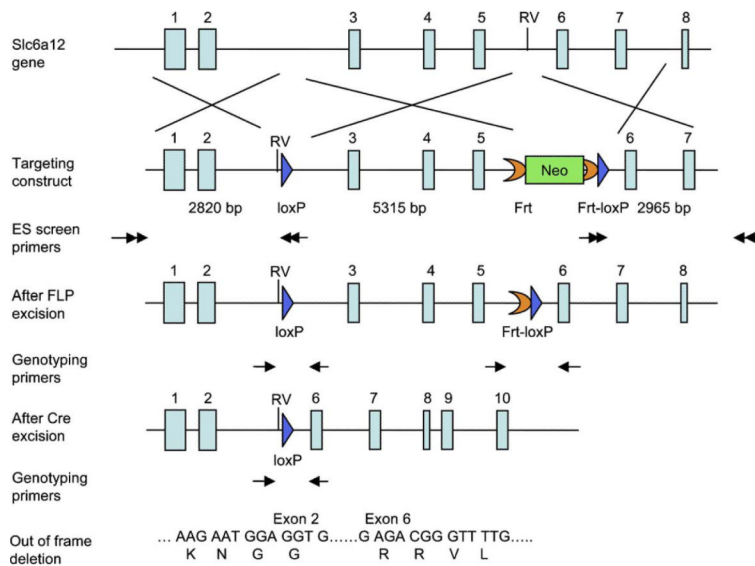 1 2 3 4 5 RV 6 7 8
Slc6a12
gene
1 2 RV 3 4 5 6 7
Targeting
construct
Neo
2820 bp loxP 5315 bp Frt Frt-loxP 2965 bp
ES screen
primers
1 2 RV 3 4 5 6 7 8
After FLP
excision
loxP Frt-loxP
Genotyping
primers
1 2 RV 6 7 8 9 10
After Cre
excision
loxP
Genotyping
primers
Exon 2 Exon 6
Out of frame
deletion
... AAG AAT GGA GGT G......G AGA CGG GTT TTG.....
K N G G R R V L